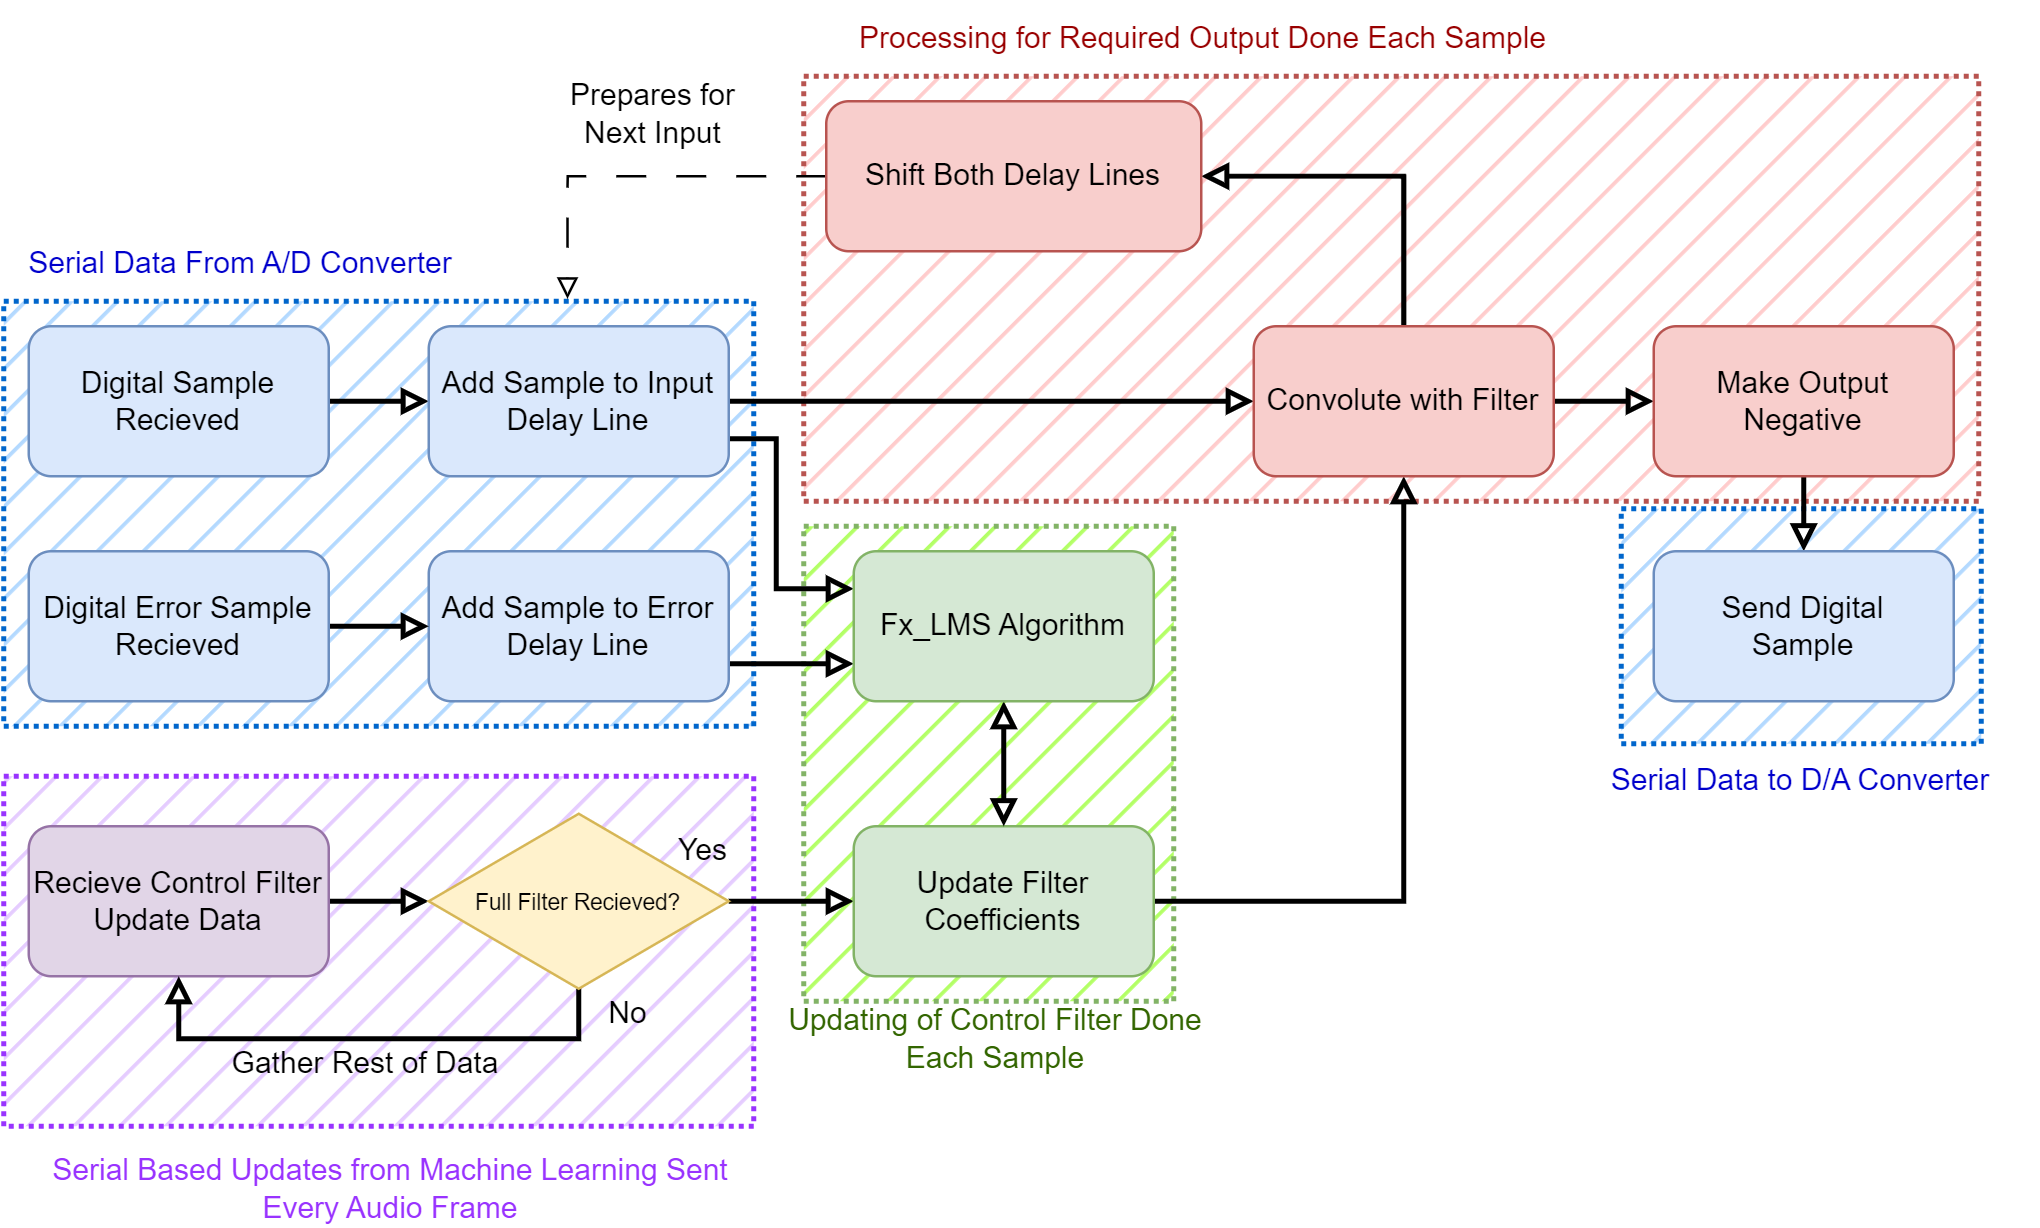 Processing for Required Output Done Each Sample
Prepares for
Next Input
Shift Both Delay Lines
Serial Data From A/D Converter
Digital Sample
Recieved
Add Sample to Input
Delay Line
Convolute with Filter
Make Output
Negative
Digital Error Sample
Recieved
Add Sample to Error
Delay Line
Fx_LMS Algorithm
Send Digital
Sample
Serial Data to D/A Converter
Recieve Control Filter
Update Data
Full Filter Recieved?
Yes
No
Gather Rest of Data
Update Filter
Coefficients
Updating of Control Filter Done
Each Sample
Serial Based Updates from Machine Learning Sent
Every Audio Frame